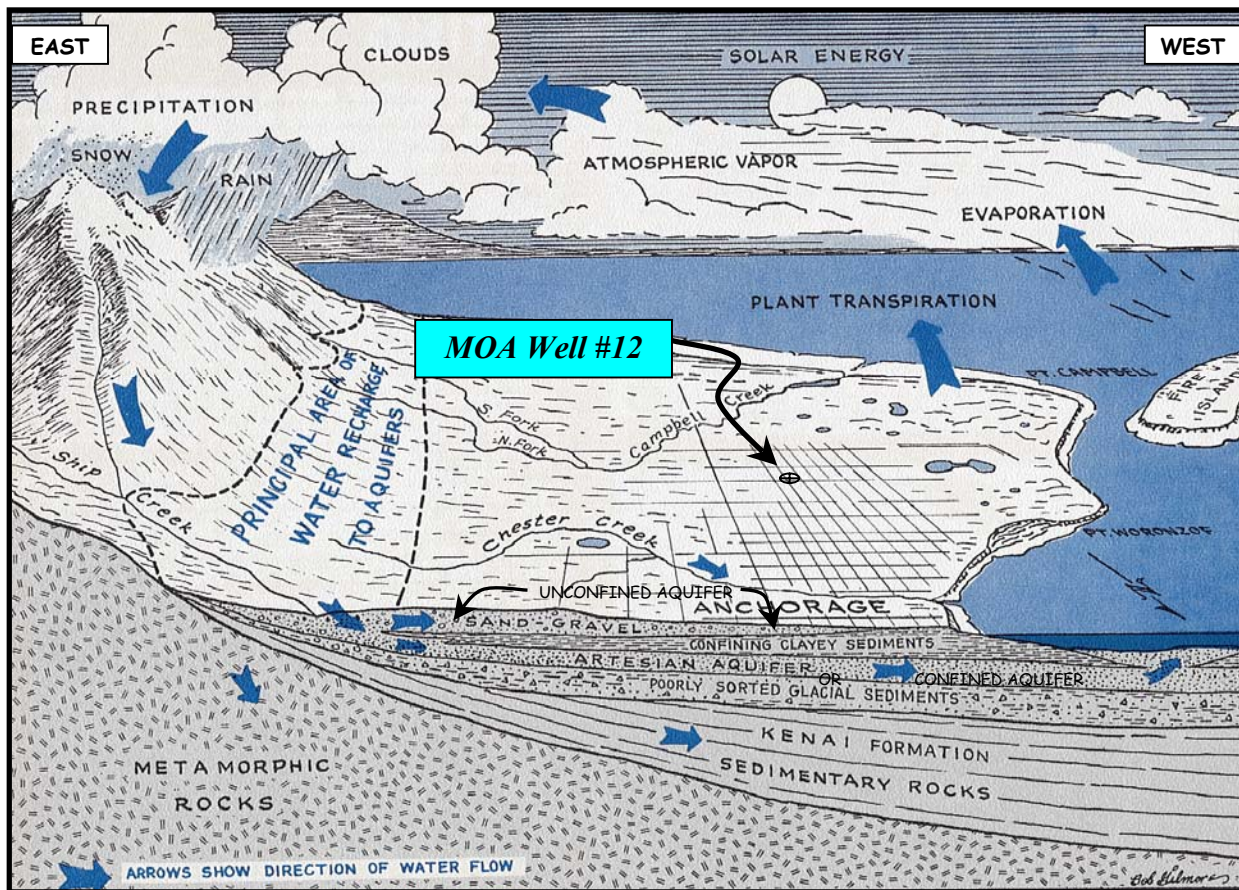 EAST
WEST
CLOUDS
SOLAR ENERGY
PRECIPITATION
SNOW
RAIN
ATMOSPHERIC VAPOR
EVAPORATION
PLANT TRANSPIRATION
MOA Well #12
PT. CAMPBELL
FIRE
ISLAND
PRINCIPAL AREA OF
WATER RECHARGE
TO AQUIFERS
S. Fork
N. Fork
Campbell Creek
Ship
Creek
Chester Creek
PT. WORONZOF
UNCONFINED AQUIFER
ANCHORAGE
SAND-GRAVEL
CONFINING CLAYEY SEDIMENTS
ARTESIAN AQUIFER OR CONFINED AQUIFER
POORLY SORTED GLACIAL SEDIMENTS
KENAI FORMATION
SEDIMENTARY ROCKS
METAMORPHIC
ROCKS
ARROWS SHOW DIRECTION OF WATER FLOW
Bob Gilmore